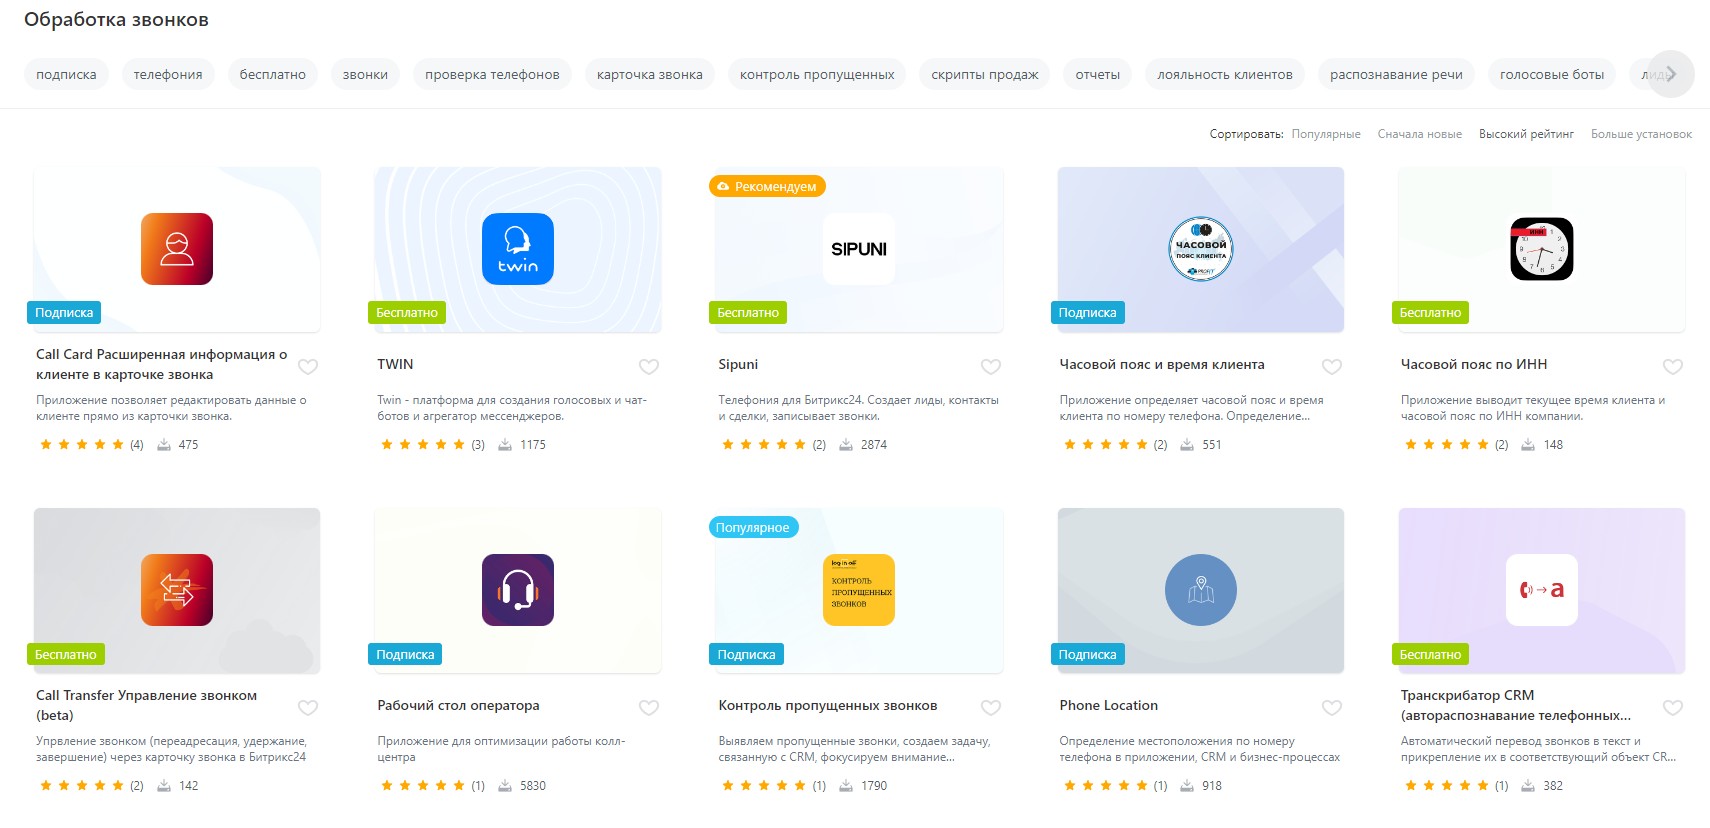 Обработка звонков
подписка
телефония
бесплатно
звонки
проверка телефонов
карточка звонка
контроль пропущенных
скрипты продаж
отчеты
лояльность клиентов
распознавание речи
голосовые боты
Сортировать: Популярные Сначала новые Высокий рейтинг Больше установок
Подписка
Call Card Расширенная информация о
клиенте в карточке звонка
Приложение позволяет редактировать данные о
клиенте прямо из карточки звонка.
(4) 475
twin
Бесплатно
TWIN
Twin - платформа для создания голосовых и чат-
ботов и агрегатор мессенджеров.
(3) 1175
Рекомендуем
SIPUNI
Бесплатно
Sipuni
Телефония для Битрикс24. Создает лиды, контакты
и сделки, записывает звонки.
(2) 2874
ЧАСОВОЙ
ПОЯС КЛИЕНТА
Подписка
Часовой пояс и время клиента
Приложение определяет часовой пояс и время
клиента по номеру телефона. Определение...
(2) 551
ИНН
Бесплатно
Часовой пояс по ИНН
Приложение выводит текущее время клиента и
часовой пояс по ИНН компании.
(2) 148
Бесплатно
Call Transfer Управление звонком
(beta)
Упрвление звонком (переадресация, удержание,
завершение) через карточку звонка в Битрикс24
(2) 142
Подписка
Рабочий стол оператора
Приложение для оптимизации работы колл-
центра
(1) 5830
Популярное
КОНТРОЛЬ
ПРОПУЩЕННЫХ
ЗВОНКОВ
Подписка
Контроль пропущенных звонков
Выявляем пропущенные звонки, создаем задачу,
связанную с CRM, фокусируем внимание...
(1) 1790
Подписка
Phone Location
Определение местоположения по номеру
телефона в приложении, CRM и бизнес-процессах
(1) 918
a
Бесплатно
Транскрибатор CRM
(автораспознавание телефонных...
Автоматический перевод звонков в текст и
прикрепление их в соответствующий объект CR...
(1) 382